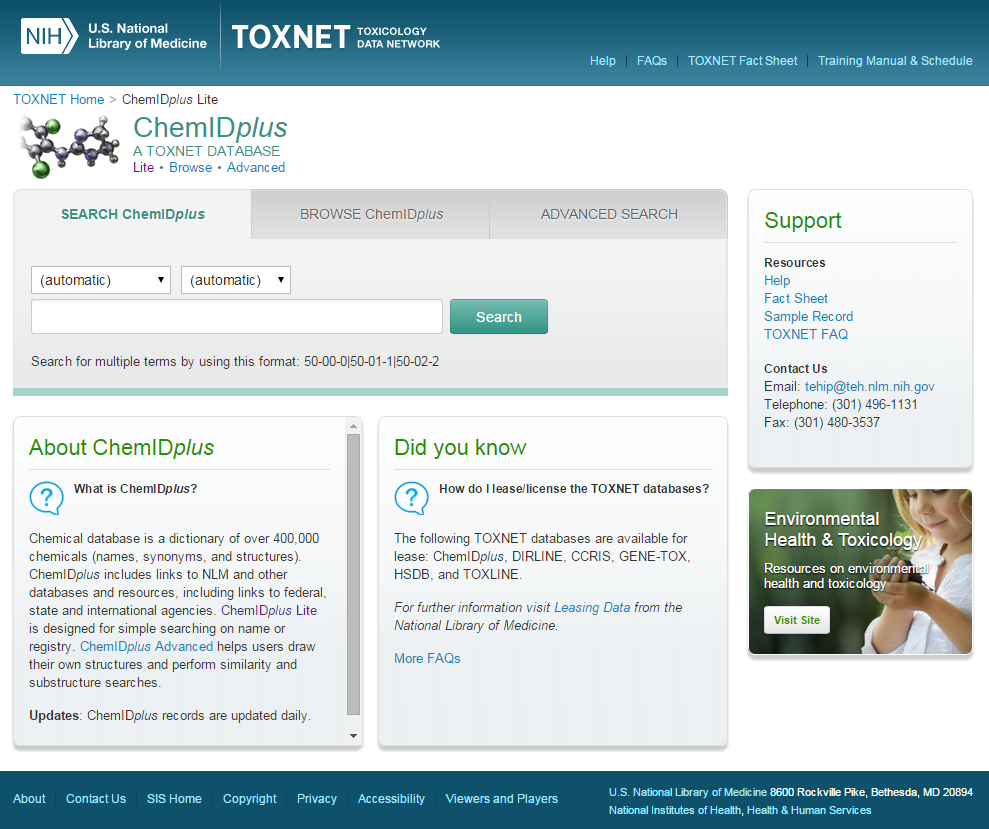 NIH
U.S. National
Library of Medicine
TOXNET
TOXICOLOGY
DATA NETWORK
Help | FAQs | TOXNET Fact Sheet | Training Manual & Schedule
TOXNET Home > ChemIDplus Lite
ChemIDplus
A TOXNET DATABASE
Lite • Browse • Advanced
SEARCH ChemIDplus
BROWSE ChemIDplus
ADVANCED SEARCH
(automatic)
(automatic)
Search
Search for multiple terms by using this format: 50-00-0|50-01-1|50-02-2
About ChemIDplus
What is ChemIDplus?
Chemical database is a dictionary of over 400,000
chemicals (names, synonyms, and structures).
ChemIDplus includes links to NLM and other
databases and resources, including links to federal,
state and international agencies. ChemIDplus Lite
is designed for simple searching on name or
registry. ChemIDplus Advanced helps users draw
their own structures and perform similarity and
substructure searches.
Updates: ChemIDplus records are updated daily.
Did you know
How do I lease/license the TOXNET databases?
The following TOXNET databases are available for
lease: ChemIDplus, DIRLINE, CCRIS, GENE-TOX,
HSDB, and TOXLINE.
For further information visit Leasing Data from the
National Library of Medicine.
More FAQs
Support
Resources
Help
Fact Sheet
Sample Record
TOXNET FAQ
Contact Us
Email: tehip@teh.nlm.nih.gov
Telephone: (301) 496-1131
Fax: (301) 480-3537
Environmental
Health & Toxicology
Resources on environmental
health and toxicology
Visit Site
About | Contact Us | SIS Home | Copyright | Privacy | Accessibility | Viewers and Players
U.S. National Library of Medicine 8600 Rockville Pike, Bethesda, MD 20894
National Institutes of Health, Health & Human Services